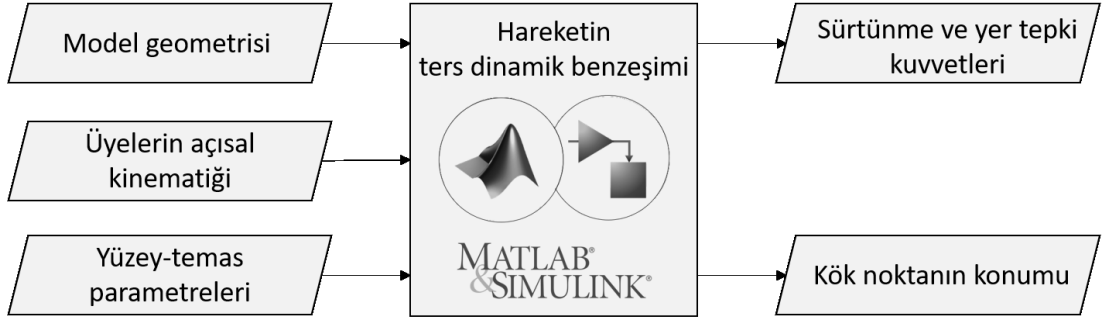 Model geometrisi
Üyelerin açısal
kinematiği
Yüzey-temas
parametreleri
Hareketin
ters dinamik benzeşimi
MATLAB®
&SIMULINK®
Sürtünme ve yer tepki
kuvvetleri
Kök noktanın konumu